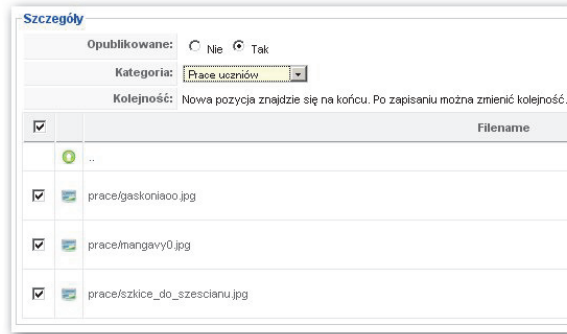 Szczegóły
Opublikowane: Nie Tak
Kategoria: Prace uczniów
Kolejność: Nowa pozycja znajdzie się na końcu. Po zapisaniu można zmienić kolejność.
Filename
..
prace/gaskoniaoo.jpg
prace/mangavy0.jpg
prace/szkice_do_szescianu.jpg